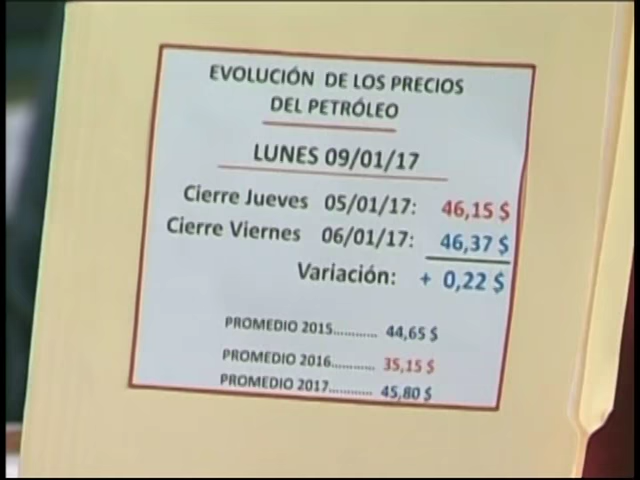 EVOLUCIÓN DE LOS PRECIOS
DEL PETRÓLEO
LUNES 09/01/17
Cierre Jueves 05/01/17: 46,15 $
Cierre Viernes 06/01/17: 46,37 $
Variación: + 0,22 $
PROMEDIO 2015........... 44,65 $
PROMEDIO 2016........... 35,15 $
PROMEDIO 2017........... 45,80 $